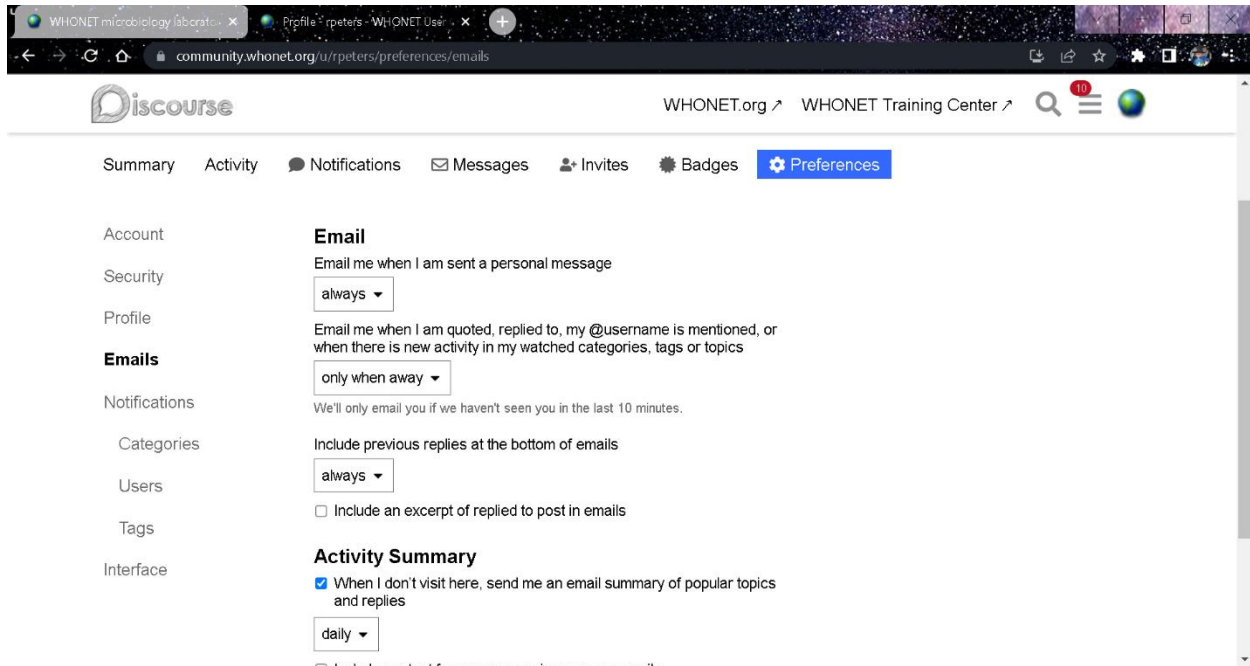 WHONET microbiology laborato
Profile - rpeters - WHONET User
community.whonet.org/u/rpeters/preferences/emails
Discourse
WHONET.org ↗ WHONET Training Center ↗ 10
Summary Activity Notifications Messages Invites Badges Preferences
Account
Security
Profile
Emails
Notifications
Categories
Users
Tags
Interface
Email
Email me when I am sent a personal message
always
Email me when I am quoted, replied to, my @username is mentioned, or
when there is new activity in my watched categories, tags or topics
only when away
We'll only email you if we haven't seen you in the last 10 minutes.
Include previous replies at the bottom of emails
always
Include an excerpt of replied to post in emails
Activity Summary
When I don't visit here, send me an email summary of popular topics
and replies
daily